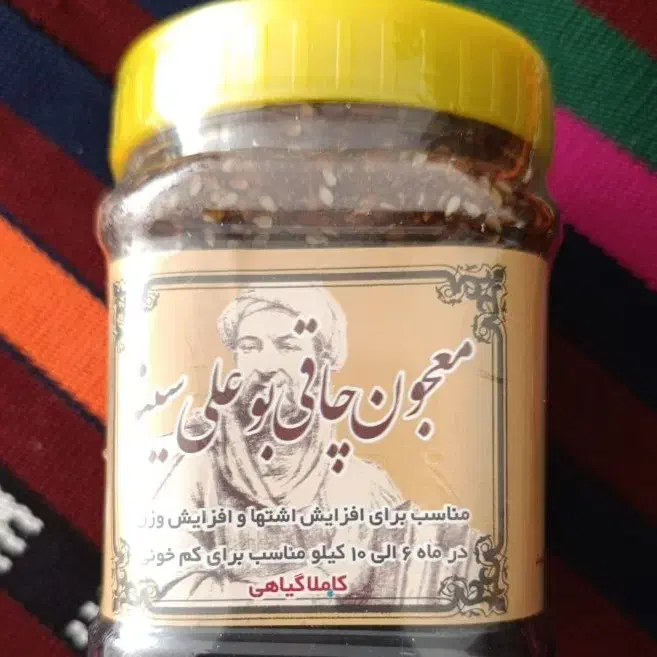 معجون چاقی بوعلی سینا
مناسب برای افزایش اشتها و افزایش وزن
در ماه ۶ الی ۱۰ کیلو مناسب برای کم خونی
کاملا گیاهی